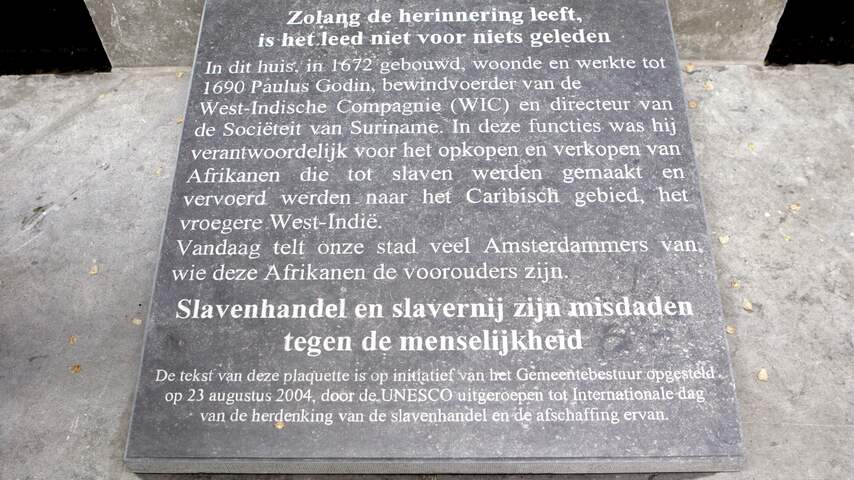 Zolang de herinnering leeft,
is het leed niet voor niets geleden
In dit huis, in 1672 gebouwd, woonde en werkte tot
1690 Paulus Godin, bewindvoerder van de
West-Indische Compagnie (WIC) en directeur van
de Sociëteit van Suriname. In deze functies was hij
verantwoordelijk voor het opkopen en verkopen van
Afrikanen die tot slaven werden gemaakt en
vervoerd werden naar het Caribisch gebied, het
vroegere West-Indië.
Vandaag telt onze stad veel Amsterdammers van
wie deze Afrikanen de voorouders zijn.
Slavenhandel en slavernij zijn misdaden
tegen de menselijkheid
De tekst van deze plaquette is op initiatief van het Gemeentebestuur opgesteld
op 23 augustus 2004, door de UNESCO uitgeroepen tot Internationale dag
van de herdenking van de slavenhandel en de afschaffing ervan.